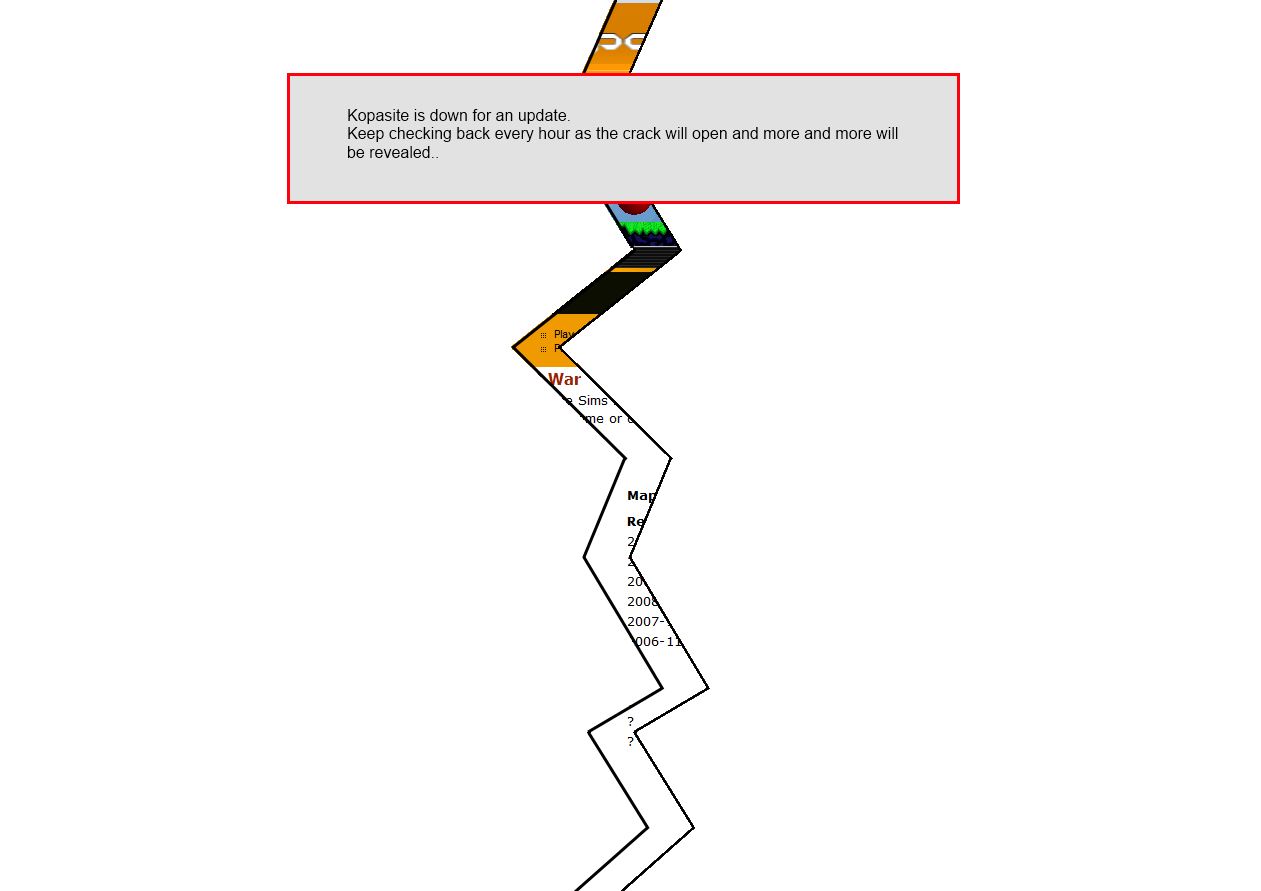 Kopasite is down for an update.
Keep checking back every hour as the crack will open and more and more will
be revealed..
Play
War
Sims
me or
Map
Re
2
2
20
2008
2007-
006-11
?
?